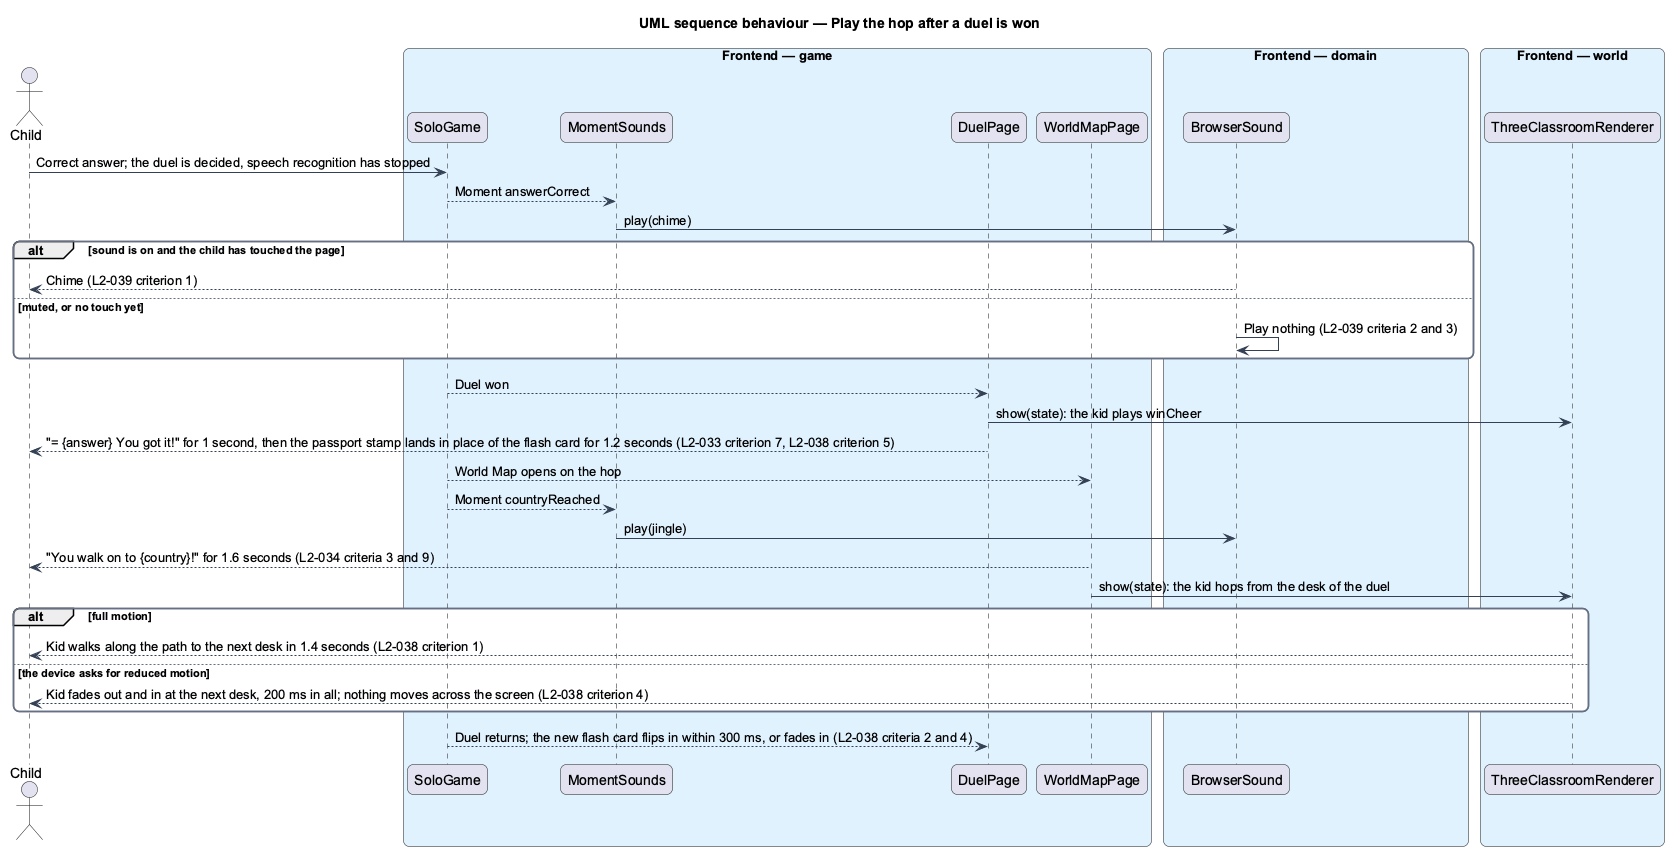 UML sequence behaviour — Play the hop after a duel is won
Frontend — game
Frontend — domain
Frontend — world
Child
SoloGame
MomentSounds
DuelPage
WorldMapPage
BrowserSound
ThreeClassroomRenderer
Correct answer; the duel is decided, speech recognition has stopped
Moment answerCorrect
play(chime)
alt
[sound is on and the child has touched the page]
Chime (L2-039 criterion 1)
[muted, or no touch yet]
Play nothing (L2-039 criteria 2 and 3)
Duel won
show(state): the kid plays winCheer
"= {answer} You got it!" for 1 second, then the passport stamp lands in place of the flash card for 1.2 seconds (L2-033 criterion 7, L2-038 criterion 5)
World Map opens on the hop
Moment countryReached
play(jingle)
"You walk on to {country}!" for 1.6 seconds (L2-034 criteria 3 and 9)
show(state): the kid hops from the desk of the duel
alt
[full motion]
Kid walks along the path to the next desk in 1.4 seconds (L2-038 criterion 1)
[the device asks for reduced motion]
Kid fades out and in at the next desk, 200 ms in all; nothing moves across the screen (L2-038 criterion 4)
Duel returns; the new flash card flips in within 300 ms, or fades in (L2-038 criteria 2 and 4)
Child
SoloGame
MomentSounds
DuelPage
WorldMapPage
BrowserSound
ThreeClassroomRenderer